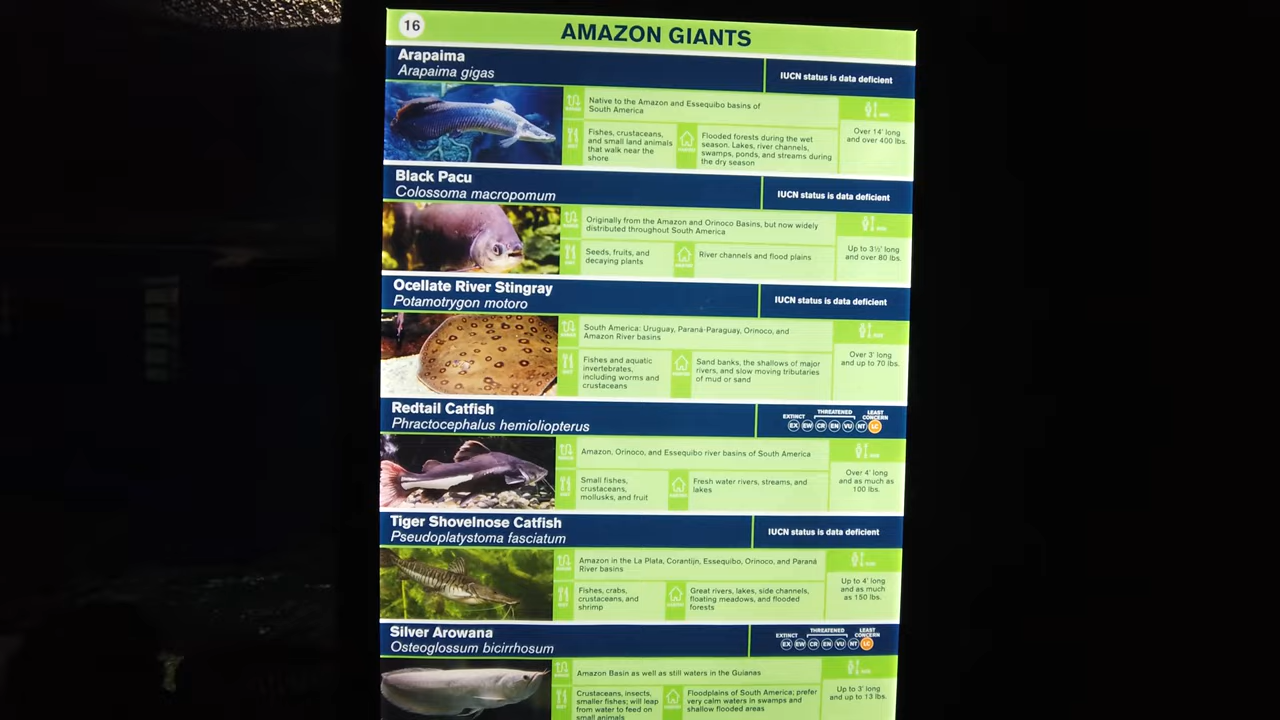 16
AMAZON GIANTS
Arapaima
Arapaima gigas
IUCN status is data deficient
Native to the Amazon and Essequibo basins of
South America
Fishes, crustaceans,
and small land animals
that walk near the
shore
Flooded forests during the wet
season. Lakes, river channels,
swamps, ponds, and streams during
the dry season
Over 14' long
and over 400 lbs.
Black Pacu
Colossoma macropomum
IUCN status is data deficient
Originally from the Amazon and Orinoco Basins, but now widely
distributed throughout South America
Seeds, fruits, and
decaying plants
River channels and flood plains
Up to 3½' long
and over 80 lbs.
Ocellate River Stingray
Potamotrygon motoro
IUCN status is data deficient
South America: Uruguay, Paraná-Paraguay, Orinoco, and
Amazon River basins
Fishes and aquatic
invertebrates,
including worms and
crustaceans
Sand banks, the shallows of major
rivers, and slow moving tributaries
of mud or sand
Over 3' long
and up to 70 lbs.
Redtail Catfish
Phractocephalus hemioliopterus
EXTINCT THREATENED LEAST CONCERN
EX EW CR EN VU NT LC
Amazon, Orinoco, and Essequibo river basins of South America
Small fishes,
crustaceans,
mollusks, and fruit
Fresh water rivers, streams, and
lakes
Over 4' long
and as much as
100 lbs.
Tiger Shovelnose Catfish
Pseudoplatystoma fasciatum
IUCN status is data deficient
Amazon in the La Plata, Corantijn, Essequibo, Orinoco, and Paraná
River basins
Fishes, crabs,
crustaceans, and
shrimp
Great rivers, lakes, side channels,
floating meadows, and flooded
forests
Up to 4' long
and as much
as 150 lbs.
Silver Arowana
Osteoglossum bicirrhosum
EXTINCT THREATENED LEAST CONCERN
EX EW CR EN VU NT LC
Amazon Basin as well as still waters in the Guianas
Crustaceans, insects,
smaller fishes; will leap
from water to feed on
small animals
Floodplains of South America; prefer
very calm waters in swamps and
shallow flooded areas
Up to 3' long
and up to 13 lbs.